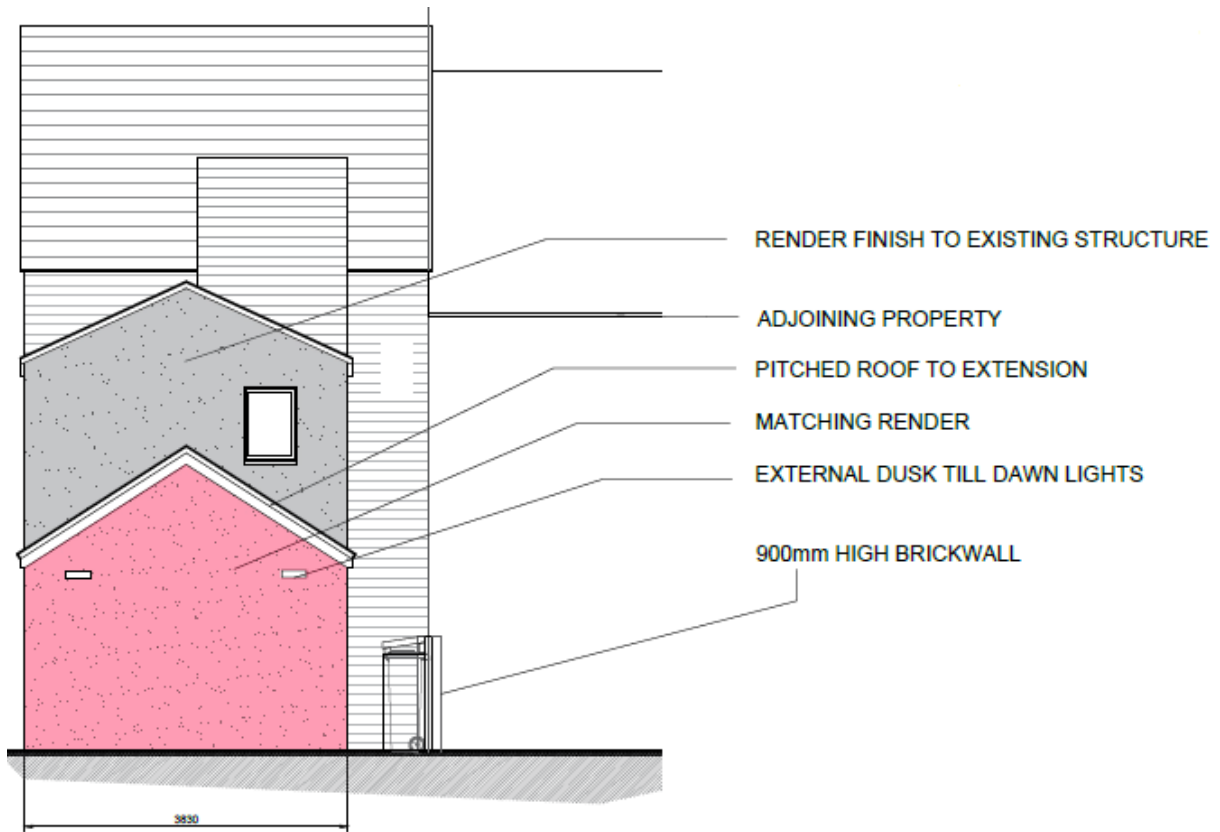 RENDER FINISH TO EXISTING STRUCTURE
ADJOINING PROPERTY
PITCHED ROOF TO EXTENSION
MATCHING RENDER
EXTERNAL DUSK TILL DAWN LIGHTS
900mm HIGH BRICKWALL
3830